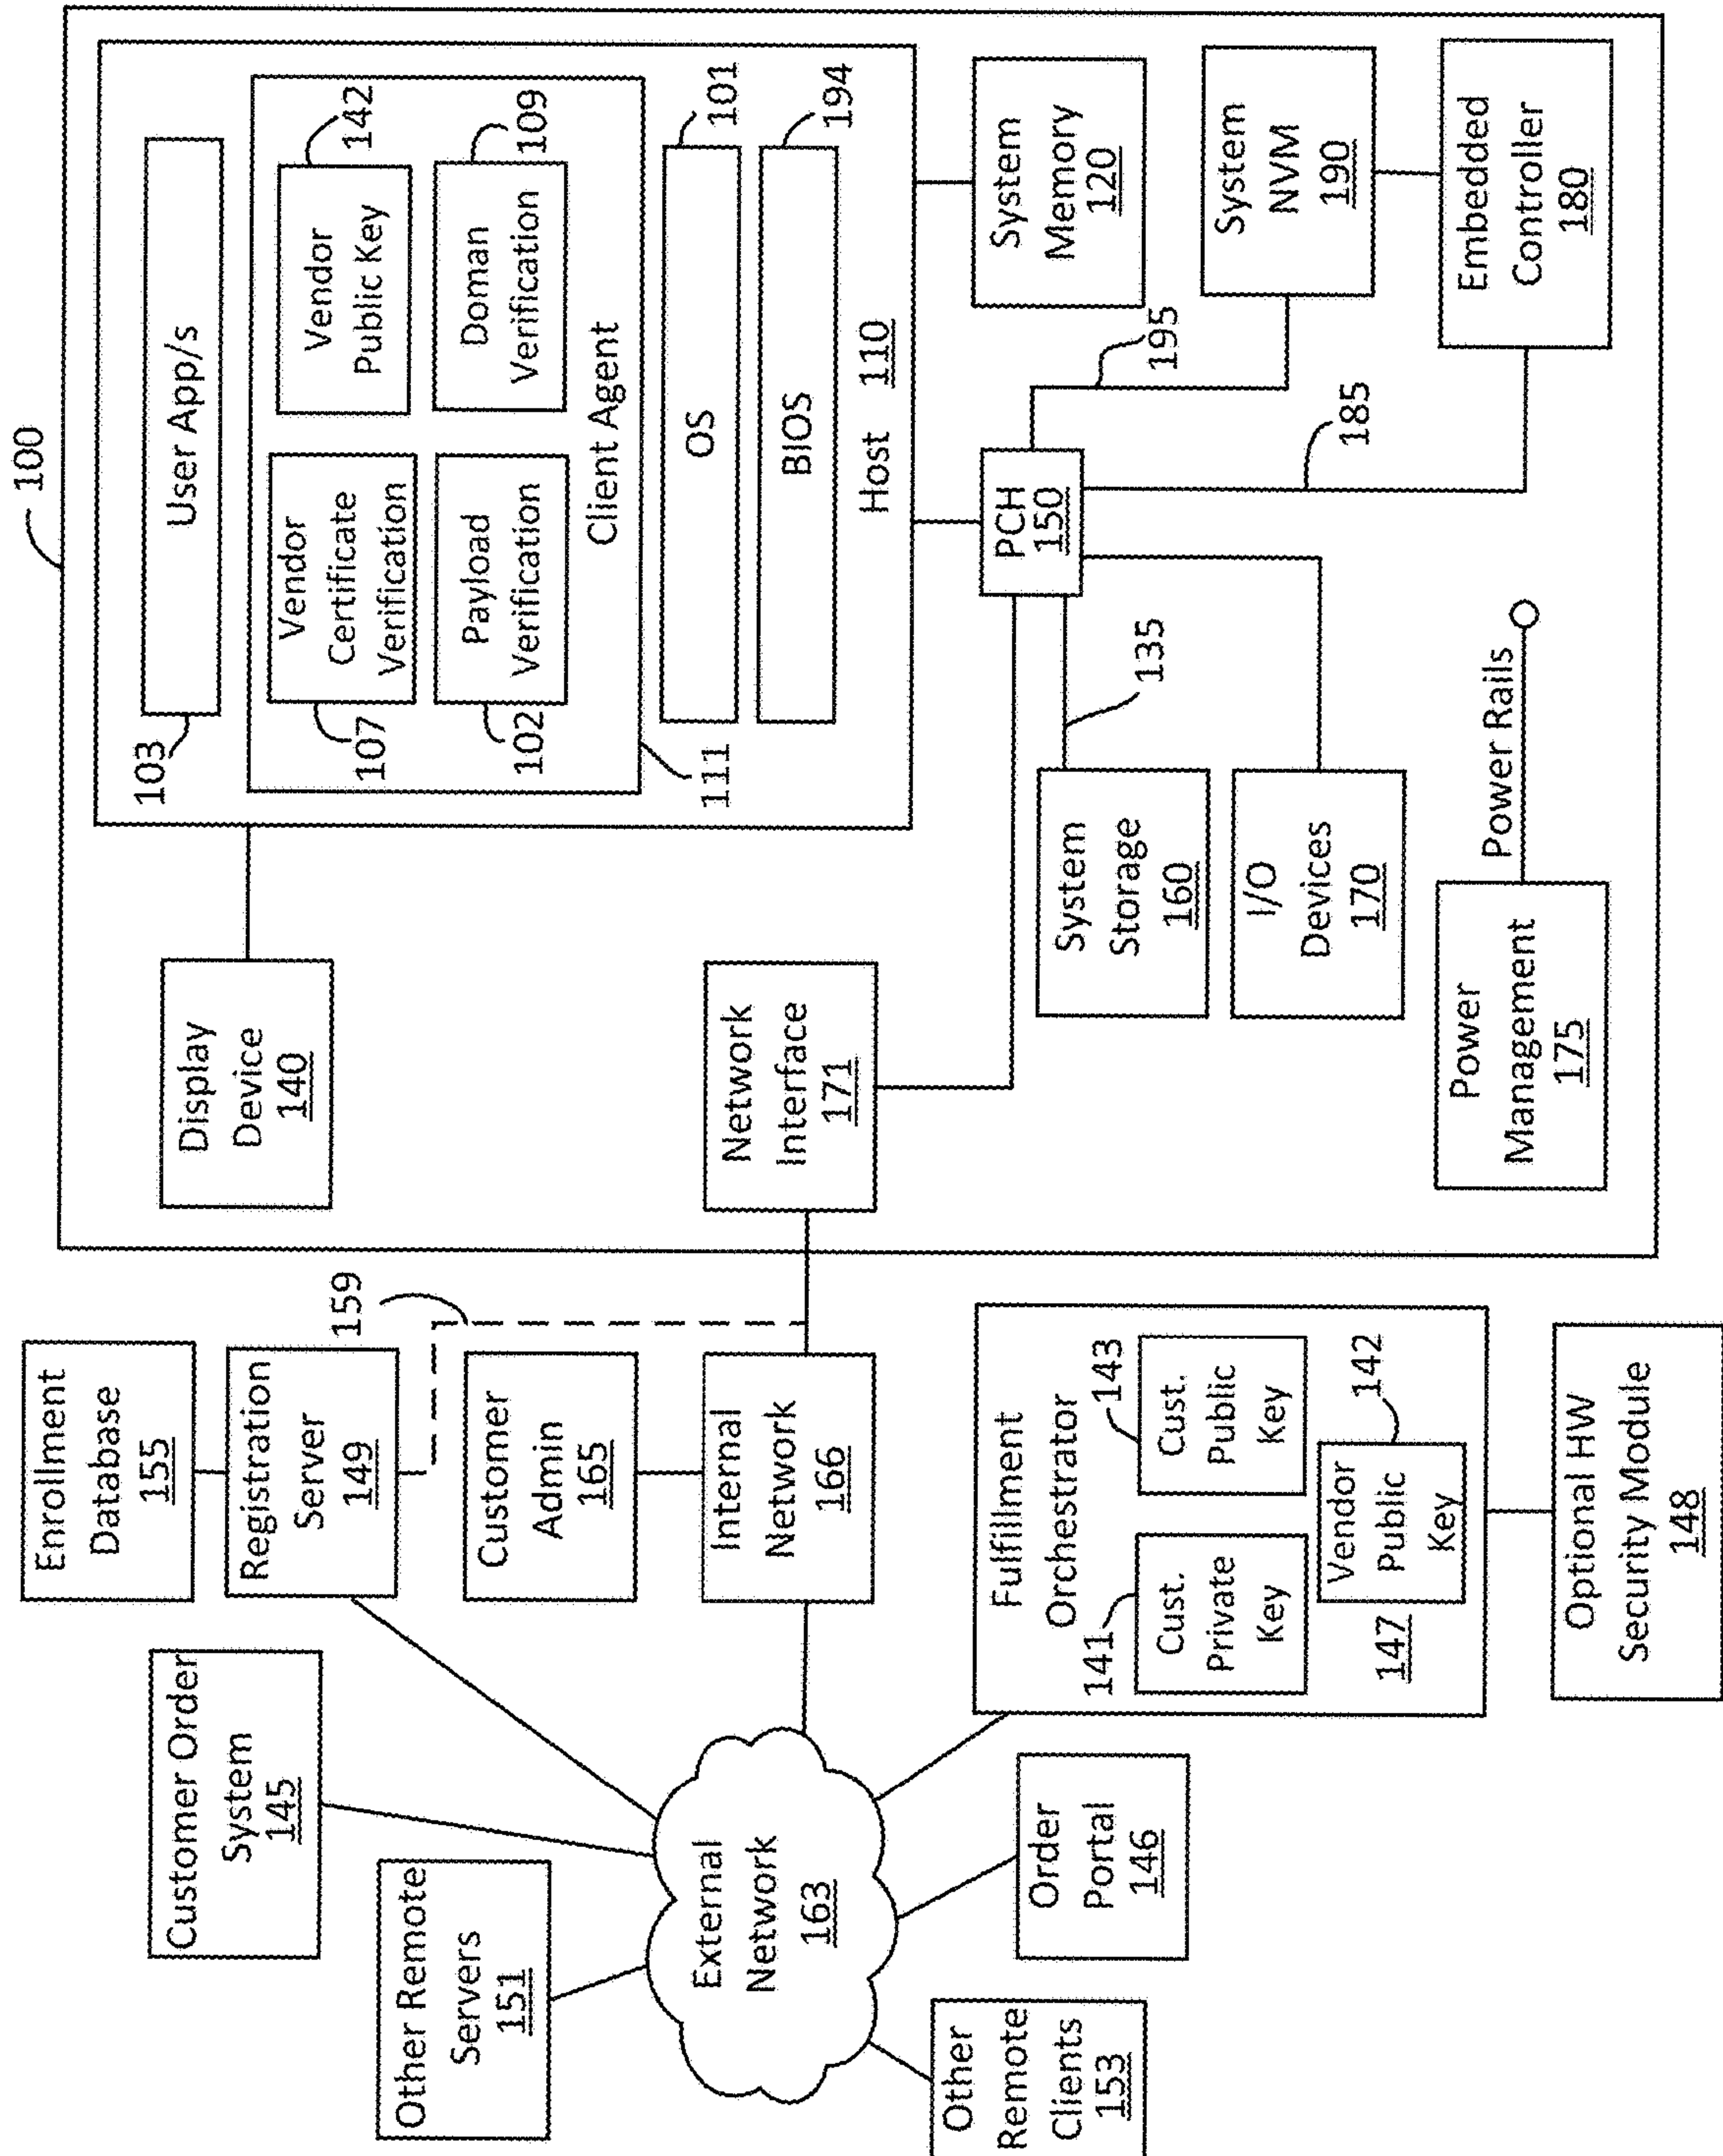 100
103
User App/s
107
Vendor
Certificate
Verification
Vendor
Public Key
142
102
Payload
Verification
Doman
Verification
109
111
Client Agent
OS
101
BIOS
194
Host 110
Display
Device
140
Enrollment
Database
155
Registration
Server
149
159
Customer
Admin
165
Internal
Network
166
Network
Interface
171
Customer Order
System
145
Other Remote
Servers
151
External
Network
163
Other
Remote
Clients
153
Order
Portal
146
Fulfillment
Orchestrator
141
Cust.
Private
Key
143
Cust.
Public
Key
147
Vendor
Public
Key
142
Optional HW
Security Module
148
PCH
150
System
Memory
120
135
System
Storage
160
I/O
Devices
170
195
185
System
NVM
190
Embedded
Controller
180
Power
Management
175
Power Rails